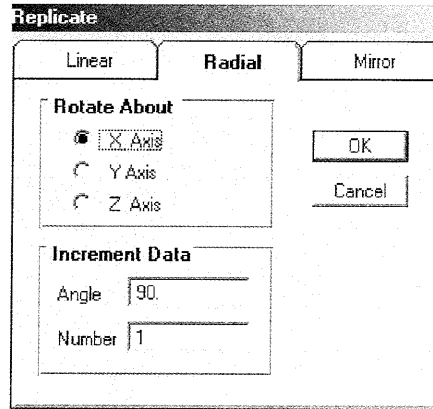 Replicate
Linear Radial Mirror
Rotate About
X Axis
Y Axis
Z Axis
OK
Cancel
Increment Data
Angle 90.
Number 1